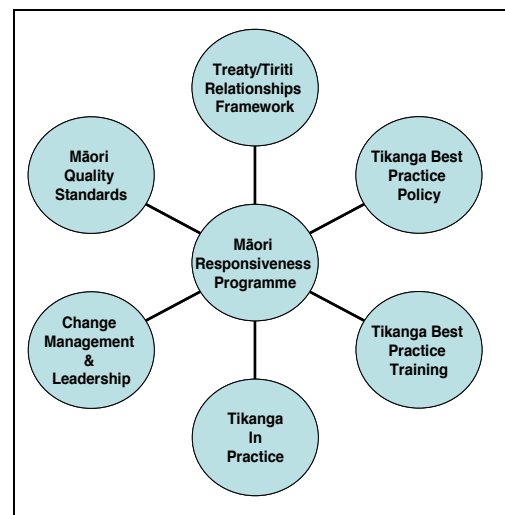 Treaty/Tiriti
Relationships
Framework
Māori
Quality
Standards
Tikanga Best
Practice
Policy
Māori
Responsiveness
Programme
Change
Management
&
Leadership
Tikanga Best
Practice
Training
Tikanga
In
Practice